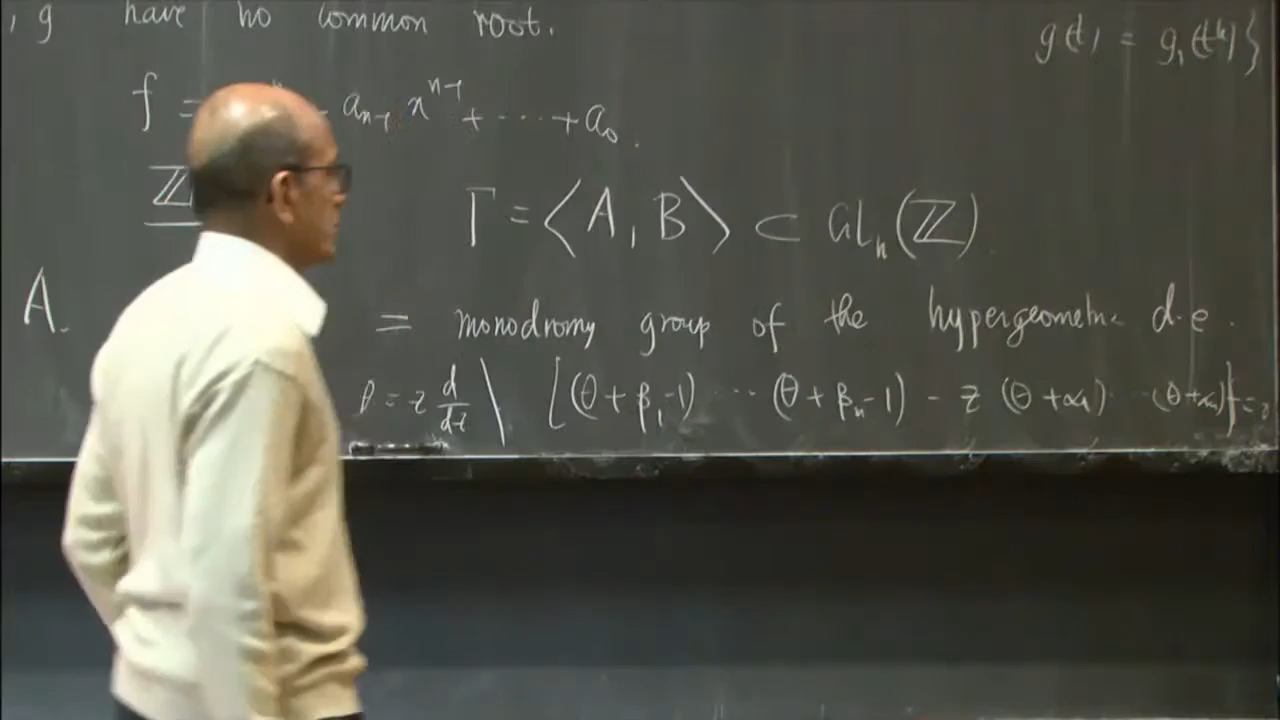 , g have no common root.
g(t) = g₁(tᵏ)}
f = a_{n-1} x^{n-1} + ⋯ + a₀.
ℤ
Γ = ⟨A, B⟩ ⊂ GL_n(ℤ)
A.
= monodromy group of the hypergeometric d.e.
θ = z d/dz \ [(θ + β₁ - 1) ⋯ (θ + β_n - 1) - z (θ + α₁) ⋯ (θ + α_n)] = 0